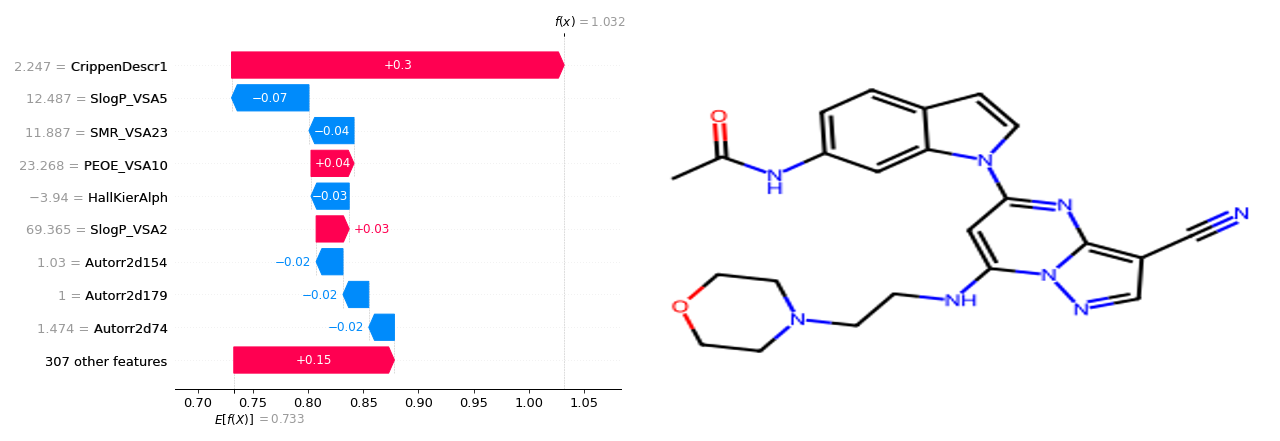 f(x) = 1.032
2.247 = CrippenDescr1
+0.3
12.487 = SlogP_VSA5
−0.07
11.887 = SMR_VSA23
−0.04
23.268 = PEOE_VSA10
+0.04
−3.94 = HallKierAlph
−0.03
69.365 = SlogP_VSA2
+0.03
1.03 = Autorr2d154
−0.02
1 = Autorr2d179
−0.02
1.474 = Autorr2d74
−0.02
307 other features
+0.15
0.70 0.75 0.80 0.85 0.90 0.95 1.00 1.05
E[f(X)] = 0.733
O
N
H
N
N
N
N
N
NH
N
O